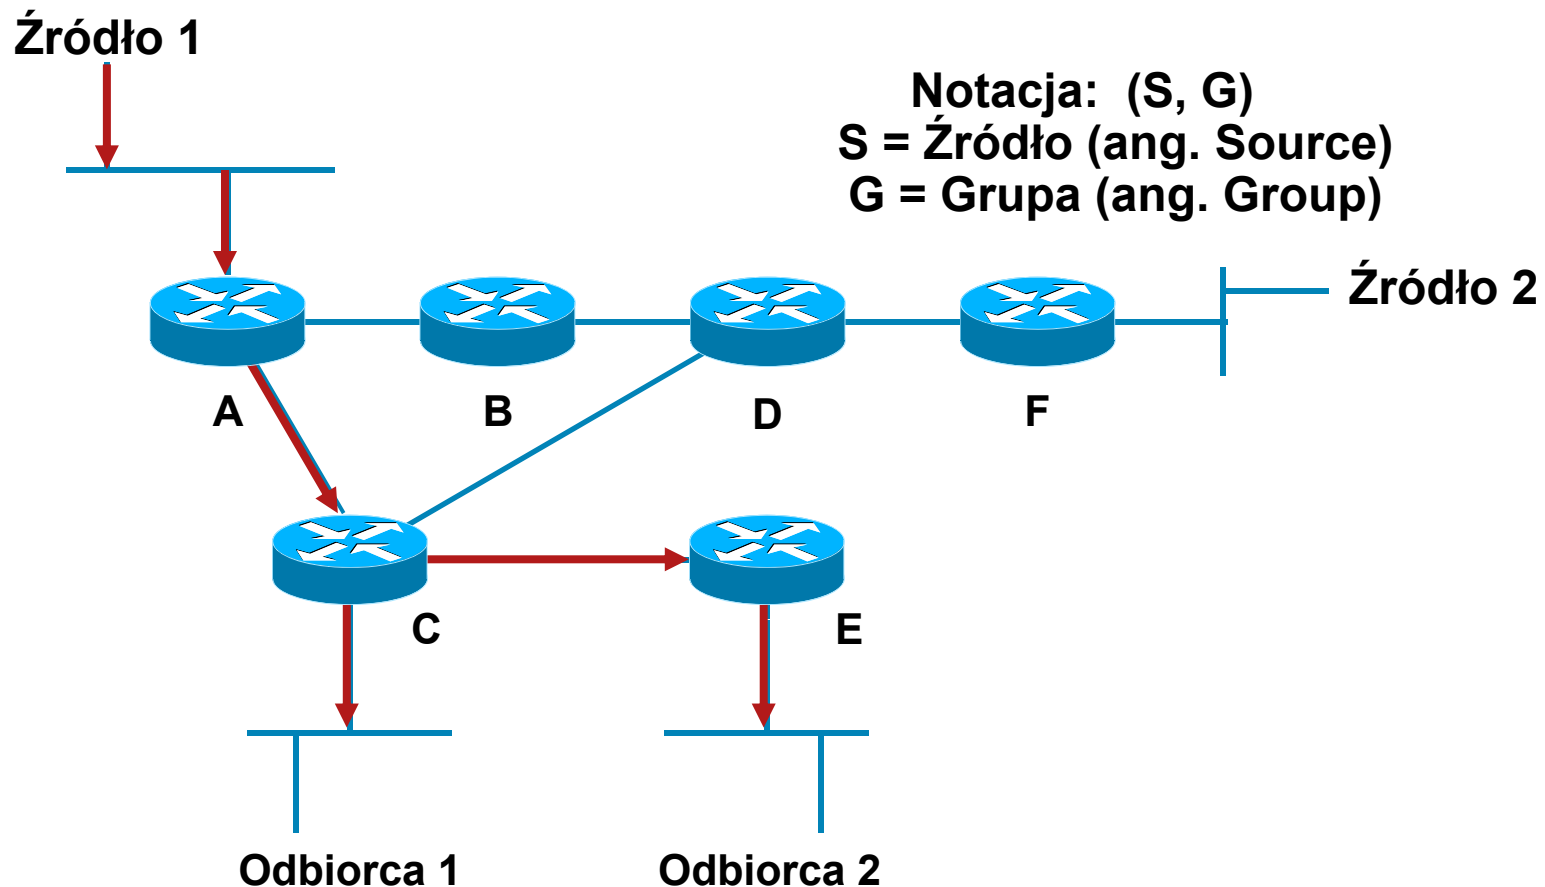 Źródło 1
Notacja:  (S, G)
S = Źródło (ang. Source)
G = Grupa (ang. Group)
Źródło 2
A
B
D
F
C
E
Odbiorca 1
Odbiorca 2